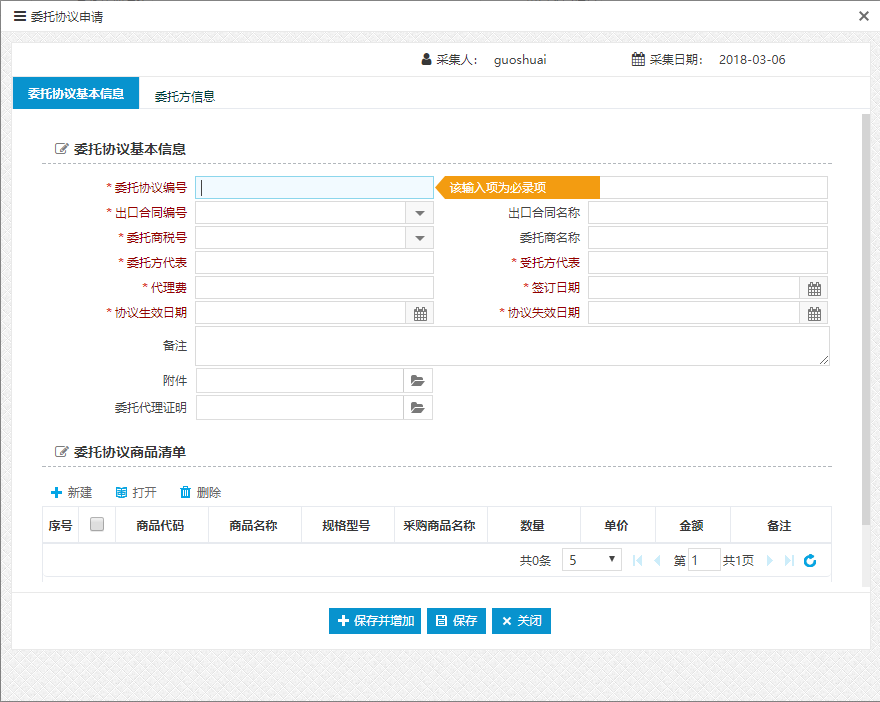 委托协议申请
采集人： guoshuai 采集日期： 2018-03-06
委托协议基本信息 委托方信息
委托协议基本信息
* 委托协议编号 该输入项为必录项
* 出口合同编号 出口合同名称
* 委托商税号 委托商名称
* 委托方代表 * 受托方代表
* 代理费 * 签订日期
* 协议生效日期 * 协议失效日期
备注
附件
委托代理证明
委托协议商品清单
新建 打开 删除
序号 商品代码 商品名称 规格型号 采购商品名称 数量 单价 金额 备注
共0条 5 第 1 共1页
保存并增加 保存 关闭